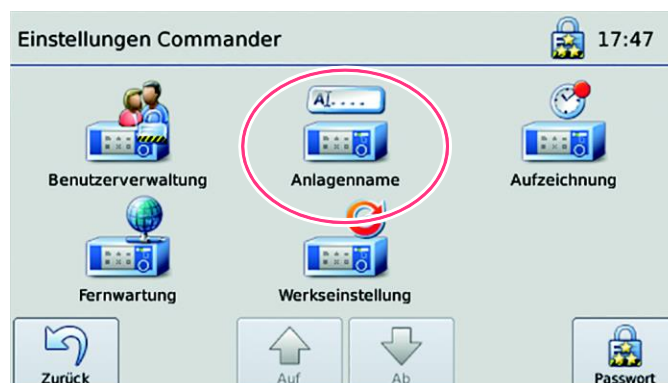 Einstellungen Commander 17:47
AI....
Benutzerverwaltung Anlagenname Aufzeichnung
Fernwartung Werkseinstellung
Zurück Auf Ab Passwort